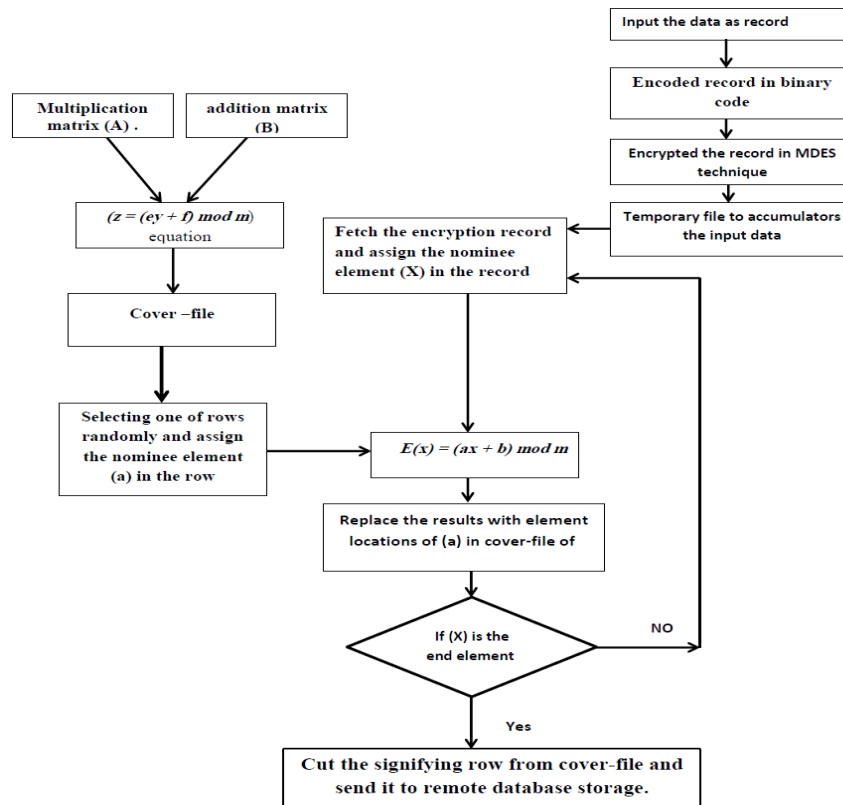 Input the data as record
Encoded record in binary
code
Encrypted the record in MDES
technique
Temporary file to accumulators
the input data
Multiplication
matrix (A) .
addition matrix
(B)
(z = (ey + f) mod m)
equation
Cover –file
Selecting one of rows
randomly and assign
the nominee element
(a) in the row
Fetch the encryption record
and assign the nominee
element (X) in the record
E(x) = (ax + b) mod m
Replace the results with element
locations of (a) in cover-file of
If (X) is the
end element
NO
Yes
Cut the signifying row from cover-file and
send it to remote database storage.